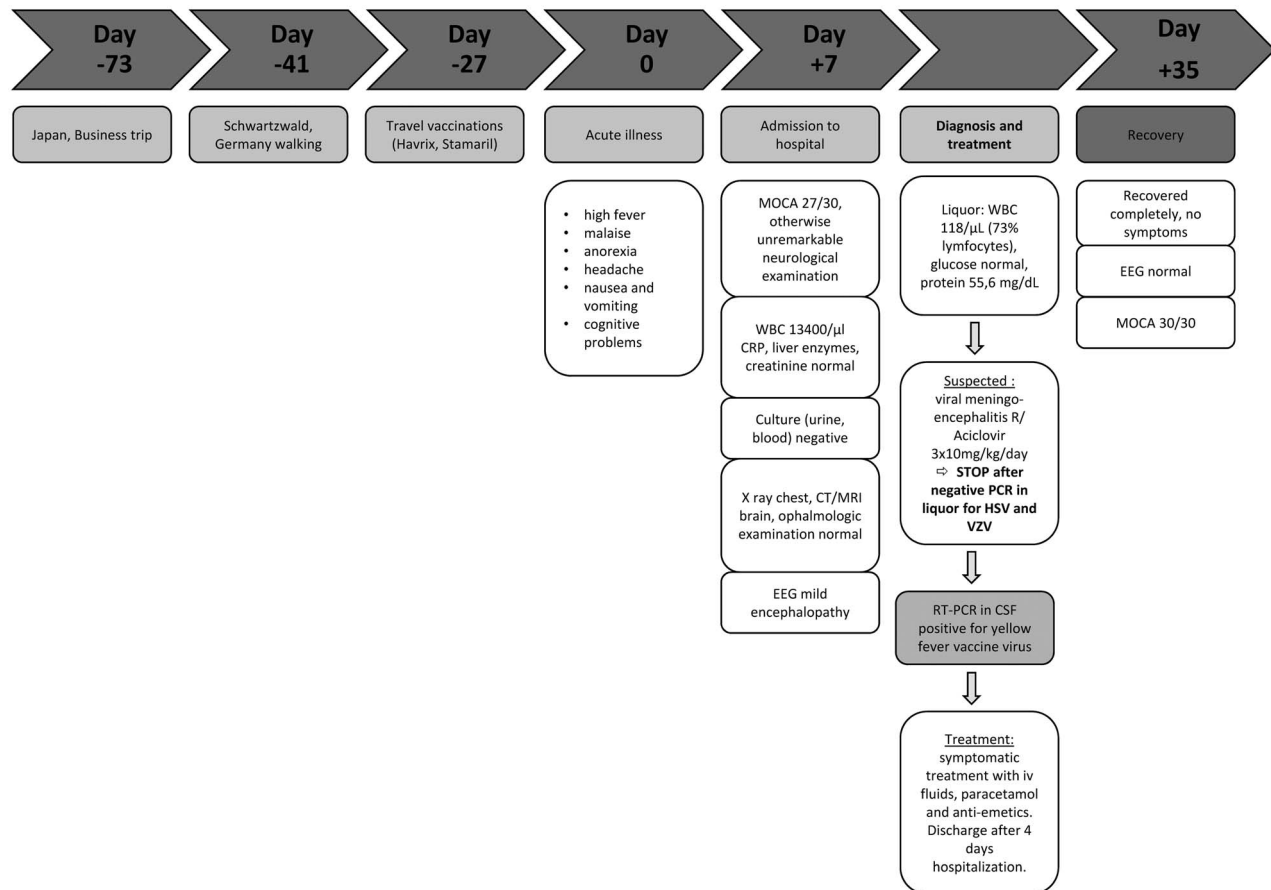 Day
-73
Day
-41
Day
-27
Day
0
Day
+7
Day
+35
Japan, Business trip
Schwartzwald,
Germany walking
Travel vaccinations
(Havrix, Stamaril)
Acute illness
Admission to
hospital
Diagnosis and
treatment
Recovery
• high fever
• malaise
• anorexia
• headache
• nausea and
vomiting
• cognitive
problems
MOCA 27/30,
otherwise
unremarkable
neurological
examination
WBC 13400/µl
CRP, liver enzymes,
creatinine normal
Culture (urine,
blood) negative
X ray chest, CT/MRI
brain, ophalmologic
examination normal
EEG mild
encephalopathy
Liquor: WBC
118/µL (73%
lymfocytes),
glucose normal,
protein 55,6 mg/dL
Suspected :
viral meningo-
encephalitis R/
Aciclovir
3x10mg/kg/day
⇨ STOP after
negative PCR in
liquor for HSV and
VZV
RT-PCR in CSF
positive for yellow
fever vaccine virus
Treatment:
symptomatic
treatment with iv
fluids, paracetamol
and anti-emetics.
Discharge after 4
days
hospitalization.
Recovered
completely, no
symptoms
EEG normal
MOCA 30/30